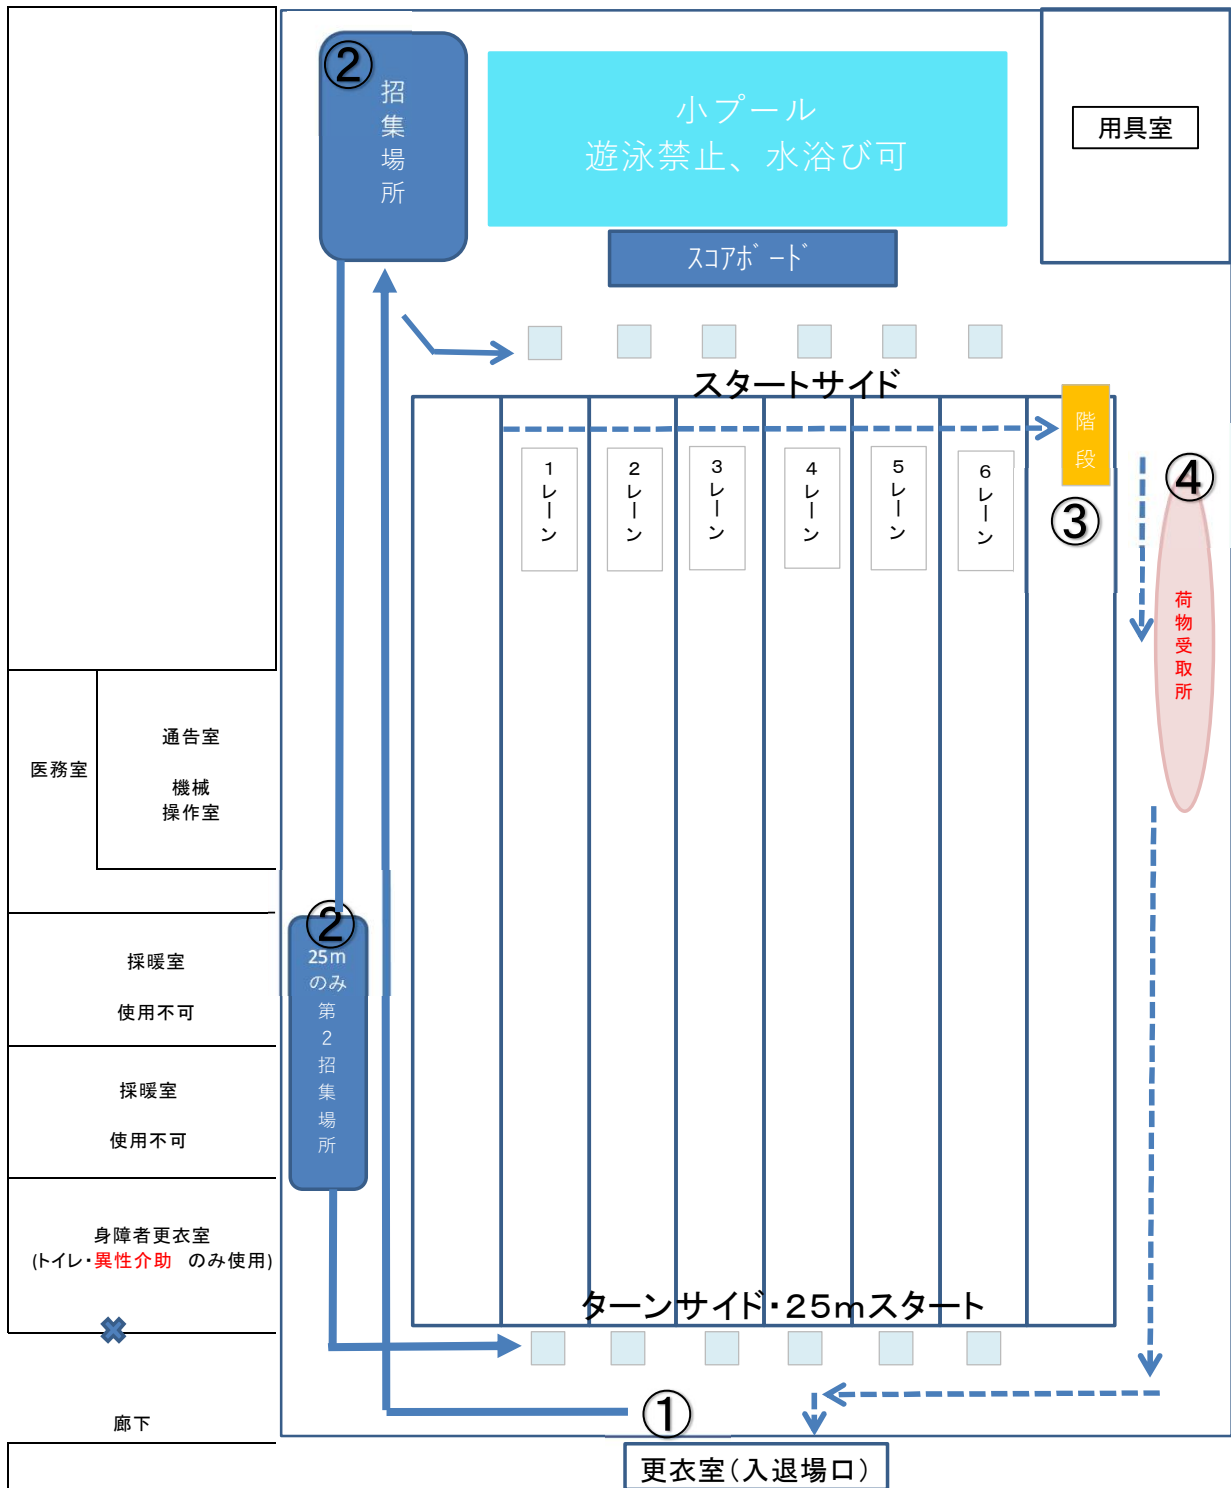 ②
招集場所
小プール
遊泳禁止、水浴び可
用具室
スコアボード
スタートサイド
階段
1レーン
2レーン
3レーン
4レーン
5レーン
6レーン
③
④
荷物受取所
医務室
通告室
機械
操作室
②
25m
のみ
第2招集場所
採暖室
使用不可
採暖室
使用不可
身障者更衣室
(トイレ・異性介助 のみ使用)
ターンサイド・25mスタート
①
廊下
更衣室(入退場口)